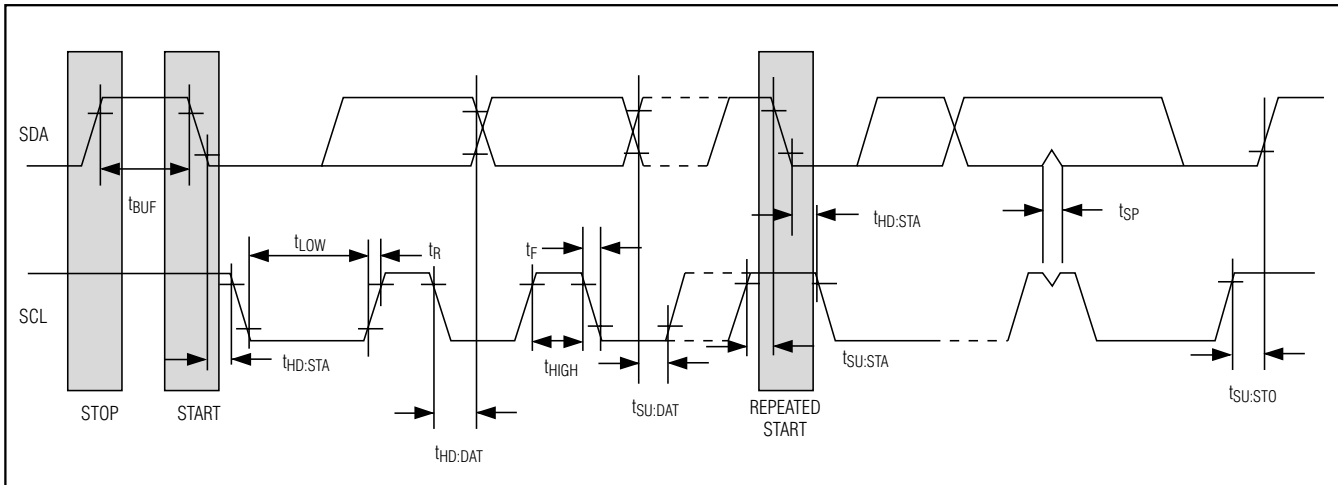 SDA
tBUF
tHD:STA
tSP
tLOW
tR
tF
SCL
tHD:STA
tHIGH
tSU:STA
tSU:DAT
tSU:STO
STOP
START
REPEATED
START
tHD:DAT